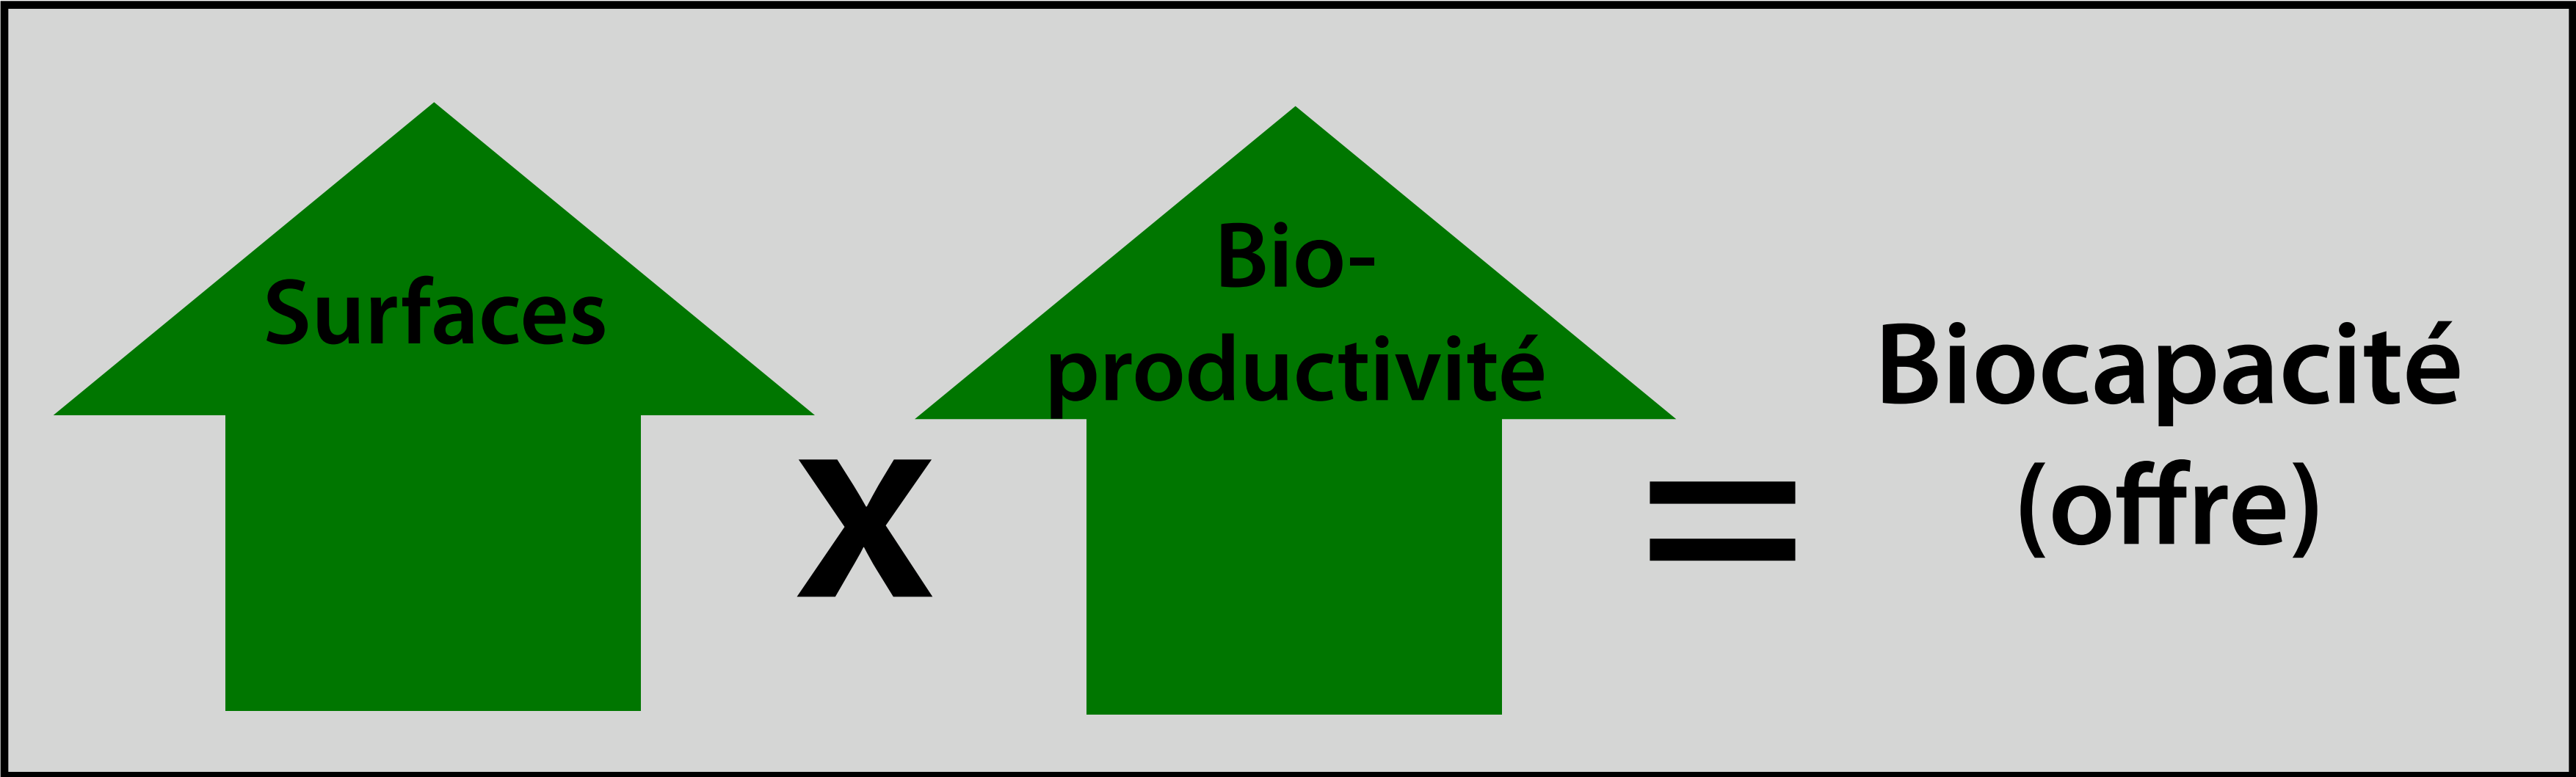 Surfaces
x
Bio-
productivité
=
Biocapacité
(offre)